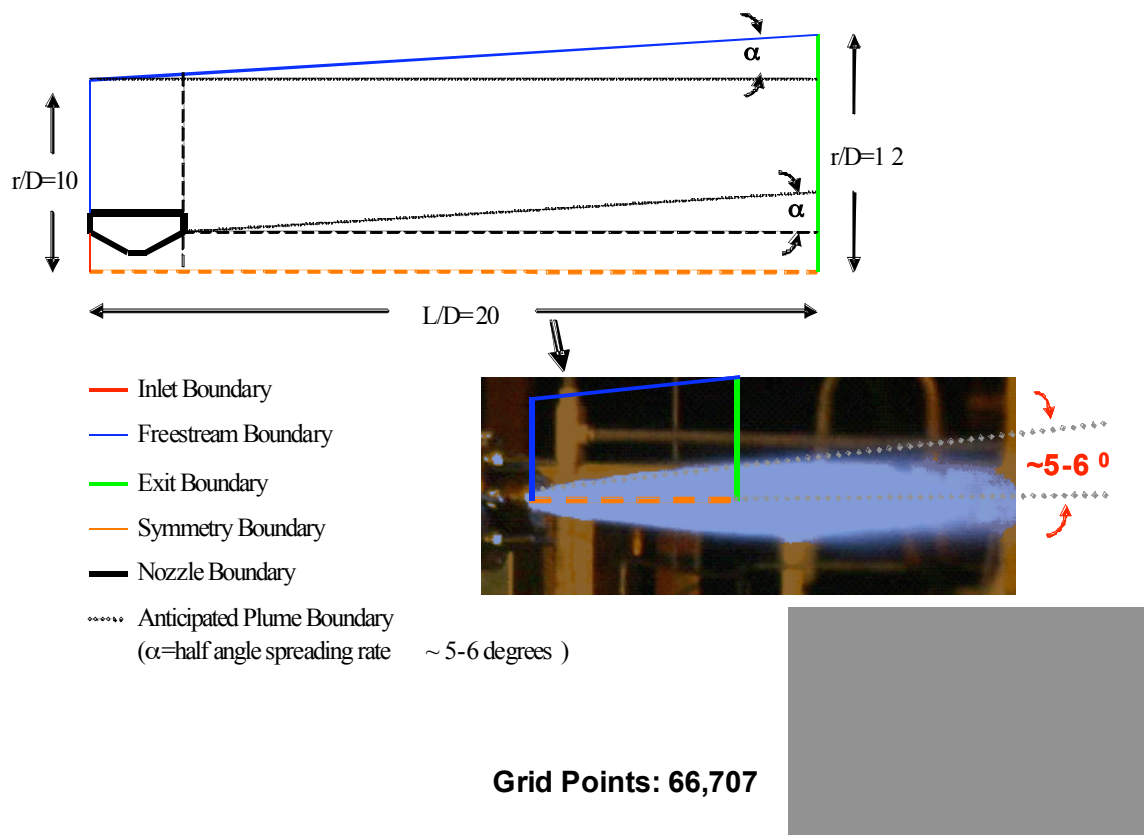 α
r/D=10
r/D=1 2
α
L/D=20
Inlet Boundary
Freestream Boundary
Exit Boundary
Symmetry Boundary
Nozzle Boundary
Anticipated Plume Boundary
(α=half angle spreading rate ~ 5-6 degrees )
~5-6 ⁰
Grid Points: 66,707